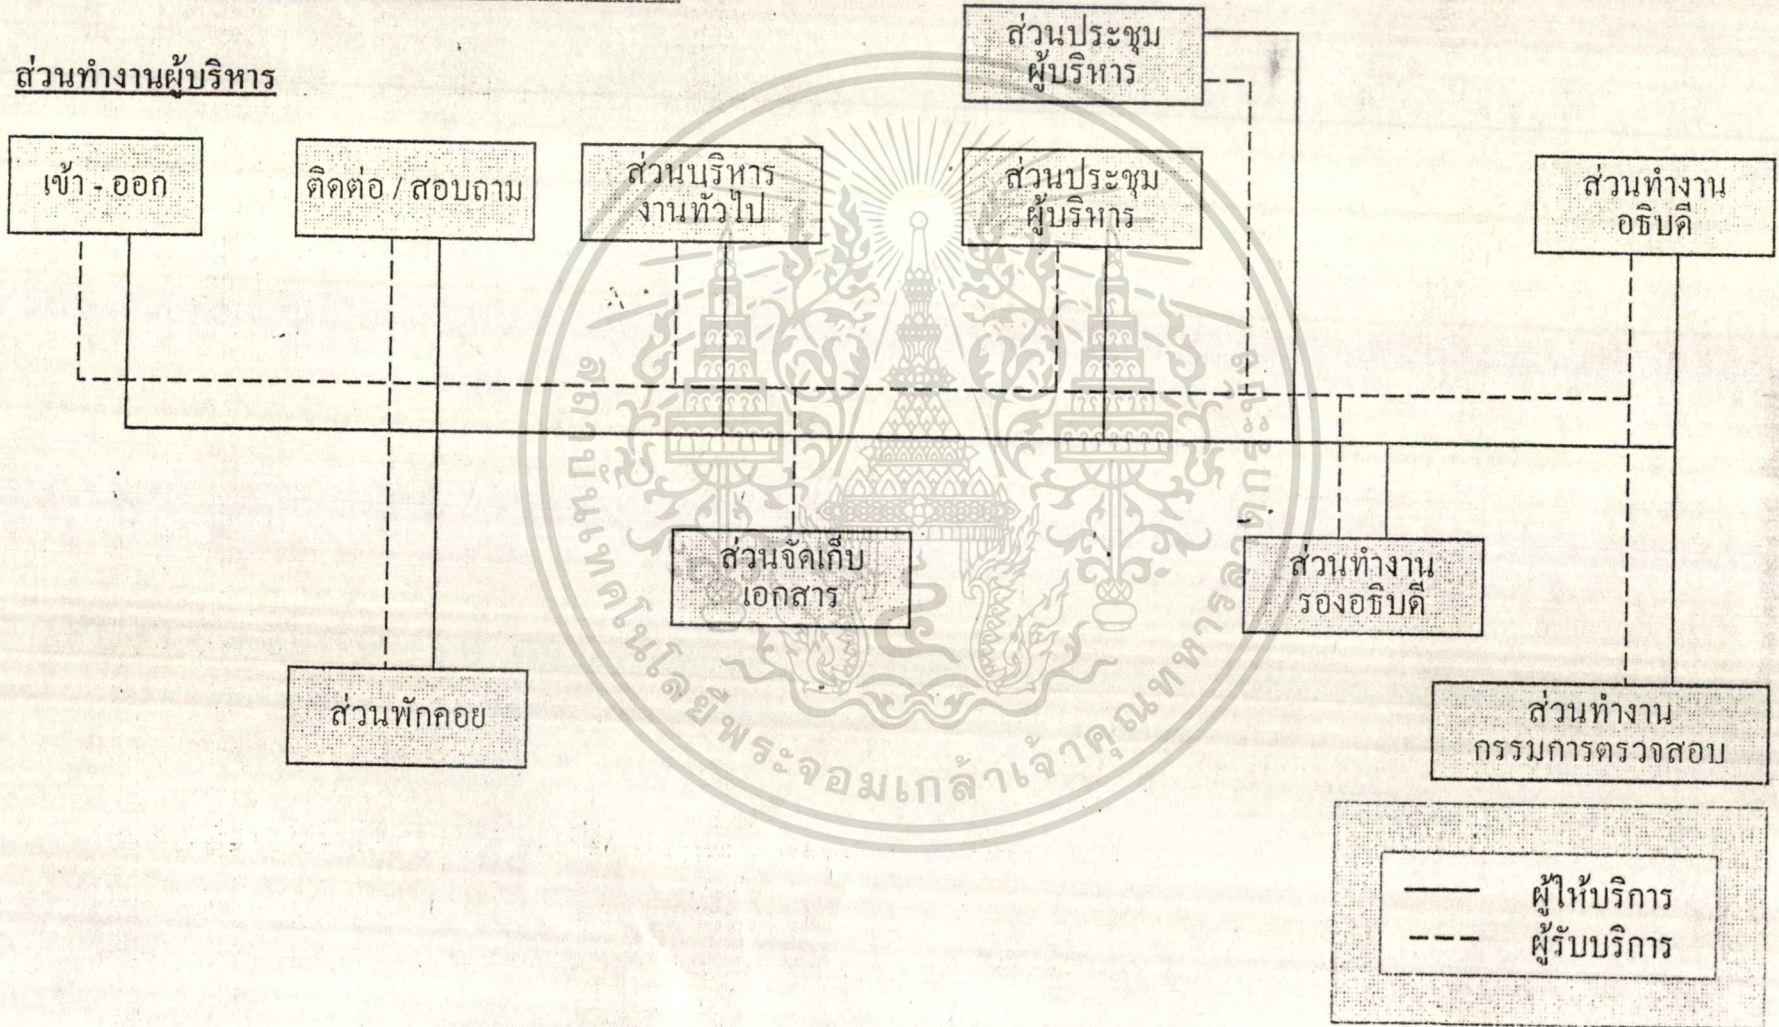 ส่วนทำงานผู้บริหาร
ส่วนประชุม
ผู้บริหาร
เข้า - ออก
ติดต่อ / สอบถาม
ส่วนบริหาร
งานทั่วไป
ส่วนประชุม
ผู้บริหาร
ส่วนทำงาน
อธิบดี
ส่วนจัดเก็บ
เอกสาร
ส่วนทำงาน
รองอธิบดี
ส่วนพักคอย
ส่วนทำงาน
กรรมการตรวจสอบ
ผู้ให้บริการ
ผู้รับบริการ
สถาบันเทคโนโลยีพระจอมเกล้าเจ้าคุณทหารลาดกระบัง